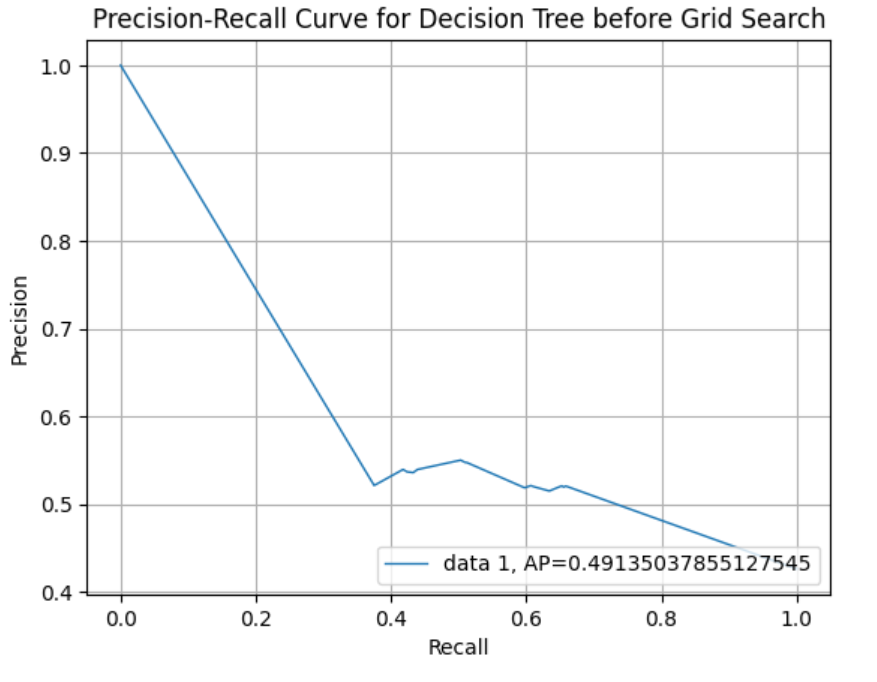 Precision-Recall Curve for Decision Tree before Grid Search
1.0
0.9
0.8
0.7
0.6
0.5
0.4
Precision
data 1, AP=0.49135037855127545
0.0 0.2 0.4 0.6 0.8 1.0
Recall